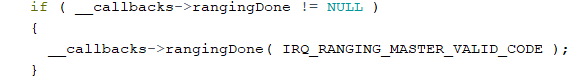 if ( __callbacks->rangingDone != NULL )
{
__callbacks->rangingDone( IRQ_RANGING_MASTER_VALID_CODE );
}